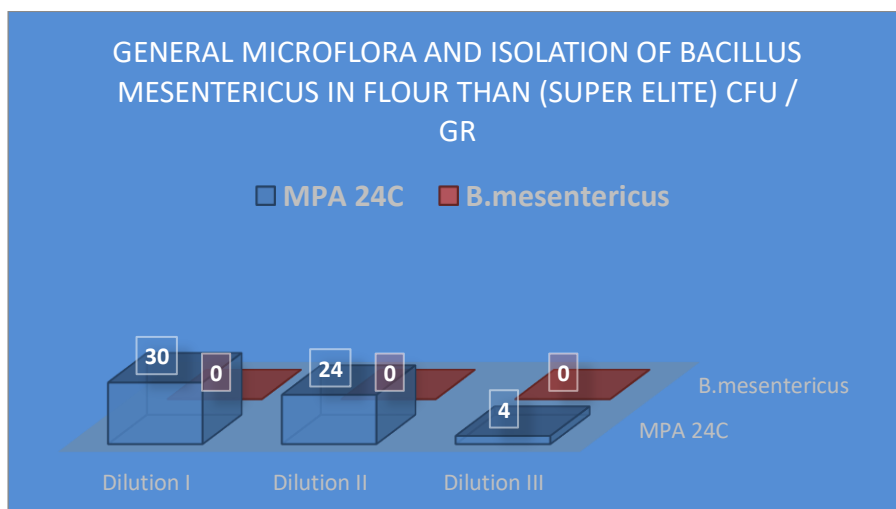 GENERAL MICROFLORA AND ISOLATION OF BACILLUS
MESENTERICUS IN FLOUR THAN (SUPER ELITE) CFU /
GR
MPA 24C B.mesentericus
30 0 24 0 4 0
B.mesentericus
MPA 24C
Dilution I Dilution II Dilution III